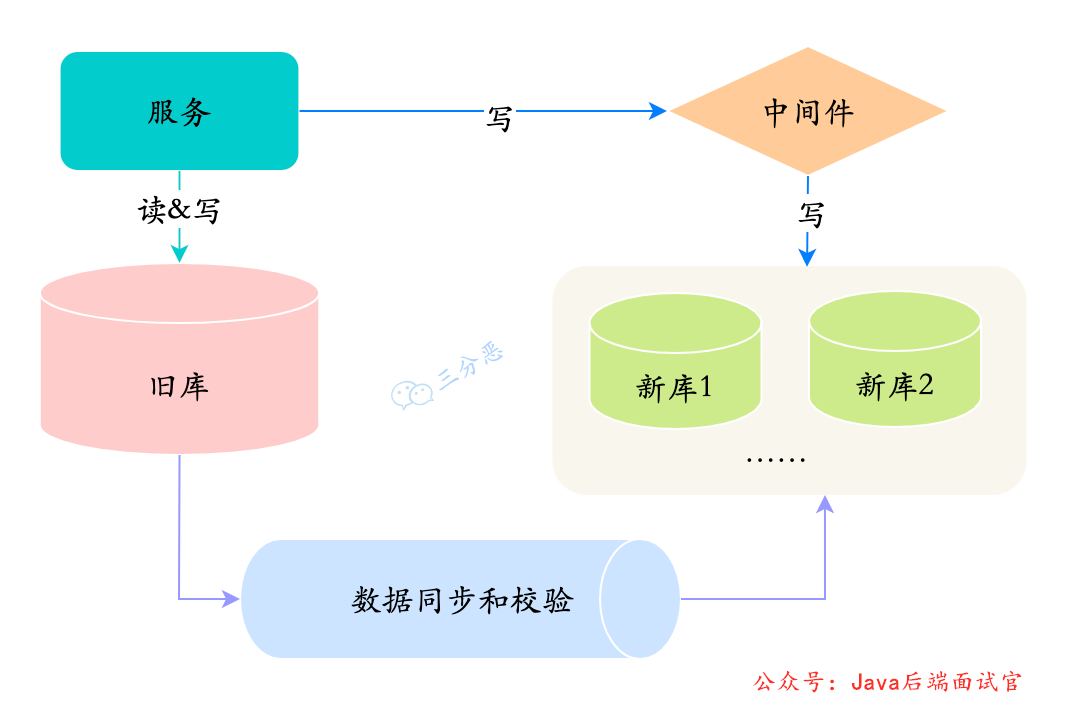 服务
写
中间件
读&写
写
旧库
三分恶
新库1
新库2
……
数据同步和校验
公众号：Java后端面试官